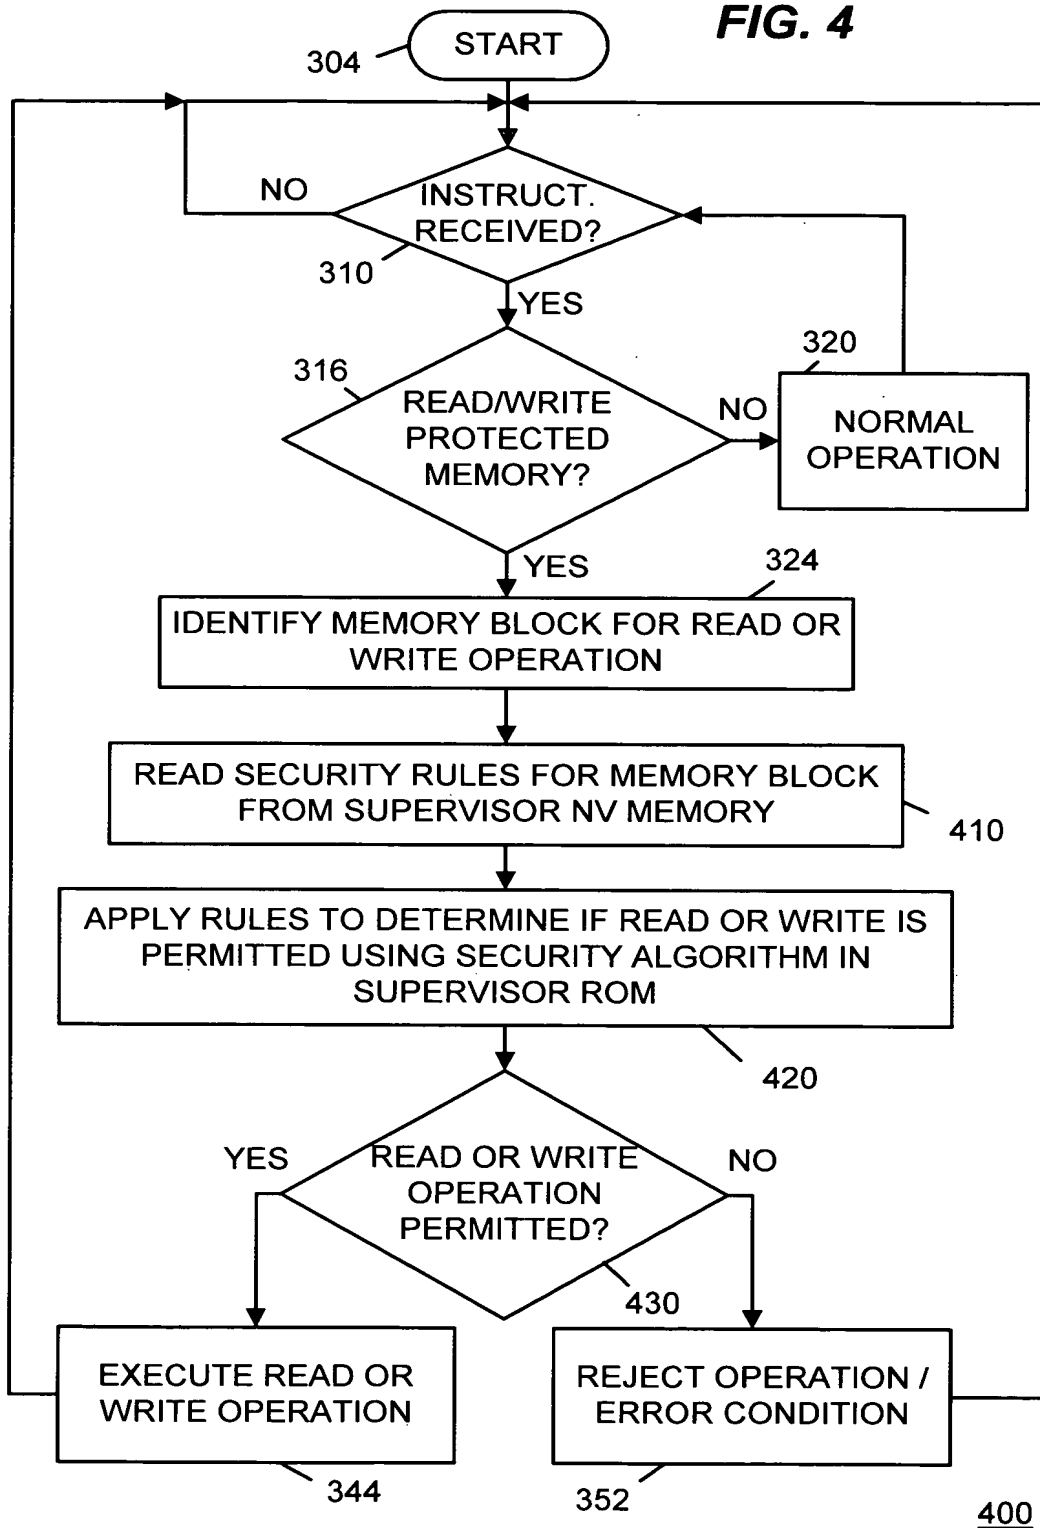 FIG. 4
START
304
NO
INSTRUCT.
RECEIVED?
310
YES
320
316
READ/WRITE
PROTECTED
MEMORY?
NO
NORMAL
OPERATION
YES
324
IDENTIFY MEMORY BLOCK FOR READ OR
WRITE OPERATION
READ SECURITY RULES FOR MEMORY BLOCK
FROM SUPERVISOR NV MEMORY
410
APPLY RULES TO DETERMINE IF READ OR WRITE IS
PERMITTED USING SECURITY ALGORITHM IN
SUPERVISOR ROM
420
YES
READ OR WRITE
OPERATION
PERMITTED?
NO
430
EXECUTE READ OR
WRITE OPERATION
REJECT OPERATION /
ERROR CONDITION
344
352
400